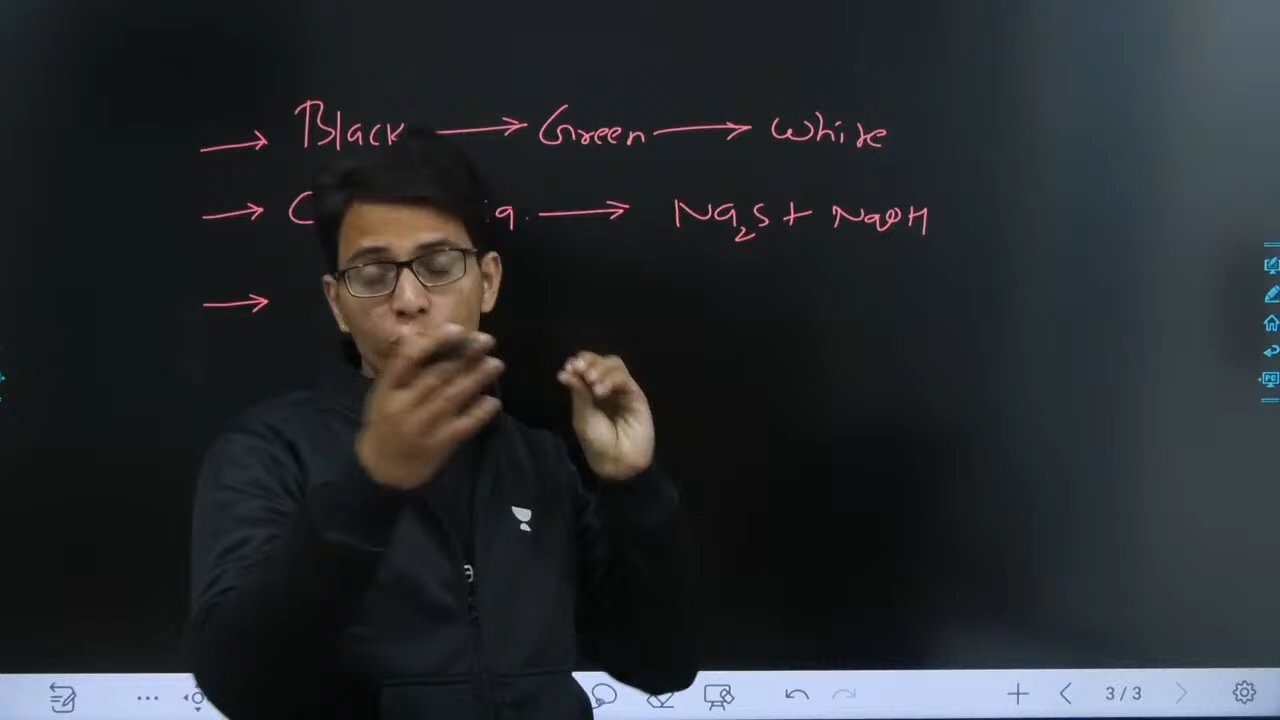 → Black → Green → White
→ → Na₂S + NaOH
→
3/3